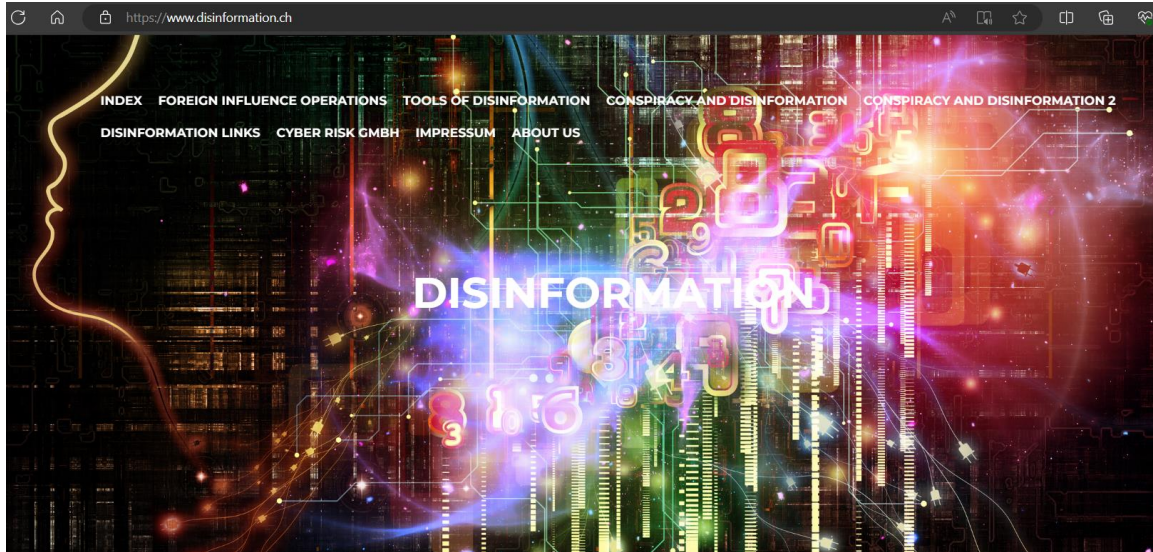 https://www.disinformation.ch
INDEX FOREIGN INFLUENCE OPERATIONS TOOLS OF DISINFORMATION CONSPIRACY AND DISINFORMATION CONSPIRACY AND DISINFORMATION 2
DISINFORMATION LINKS CYBER RISK GMBH IMPRESSUM ABOUT US
DISINFORMATION